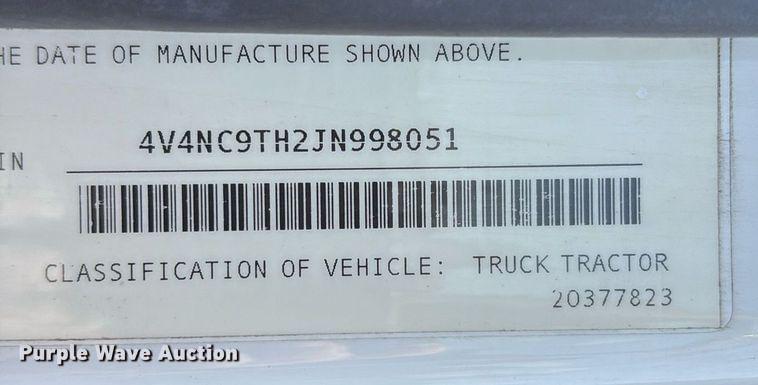 HE DATE OF MANUFACTURE SHOWN ABOVE.
4V4NC9TH2JN998051
IN
CLASSIFICATION OF VEHICLE: TRUCK TRACTOR
20377823
Purple Wave Auction